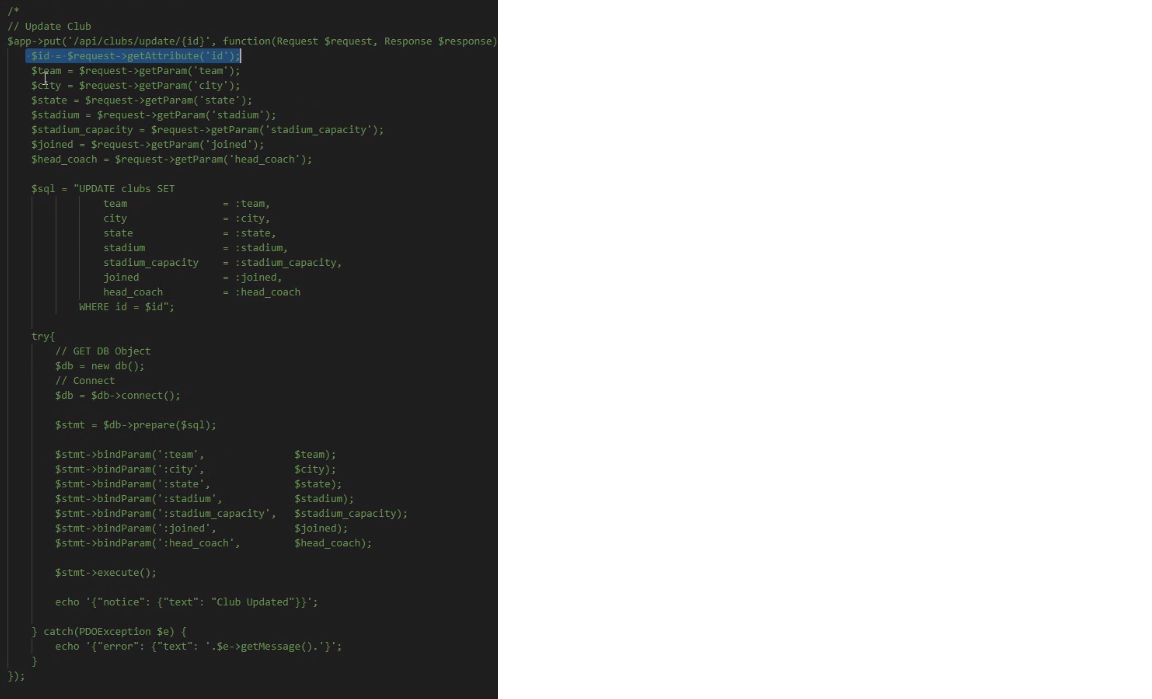 /*
// Update Club
$app->put('/api/clubs/update/{id}', function(Request $request, Response $response)
$id = $request->getAttribute('id');
$team = $request->getParam('team');
$city = $request->getParam('city');
$state = $request->getParam('state');
$stadium = $request->getParam('stadium');
$stadium_capacity = $request->getParam('stadium_capacity');
$joined = $request->getParam('joined');
$head_coach = $request->getParam('head_coach');
$sql = "UPDATE clubs SET
team = :team,
city = :city,
state = :state,
stadium = :stadium,
stadium_capacity = :stadium_capacity,
joined = :joined,
head_coach = :head_coach
WHERE id = $id";
try{
// GET DB Object
$db = new db();
// Connect
$db = $db->connect();
$stmt = $db->prepare($sql);
$stmt->bindParam(':team', $team);
$stmt->bindParam(':city', $city);
$stmt->bindParam(':state', $state);
$stmt->bindParam(':stadium', $stadium);
$stmt->bindParam(':stadium_capacity', $stadium_capacity);
$stmt->bindParam(':joined', $joined);
$stmt->bindParam(':head_coach', $head_coach);
$stmt->execute();
echo '{"notice": {"text": "Club Updated"}}';
} catch(PDOException $e) {
echo '{"error": {"text": '.$e->getMessage().'}';
}
});